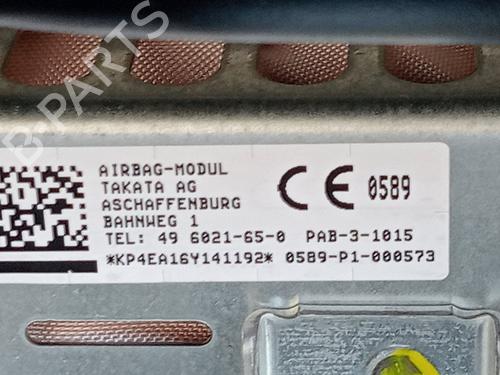 B-PARTS
AIRBAG-MODUL
TAKATA AG
ASCHAFFENBURG
BAHNWEG 1
TEL: 49 6021-65-0 PAB-3-1015
*KP4EA16Y141192* 0589-P1-000573
CE 0589